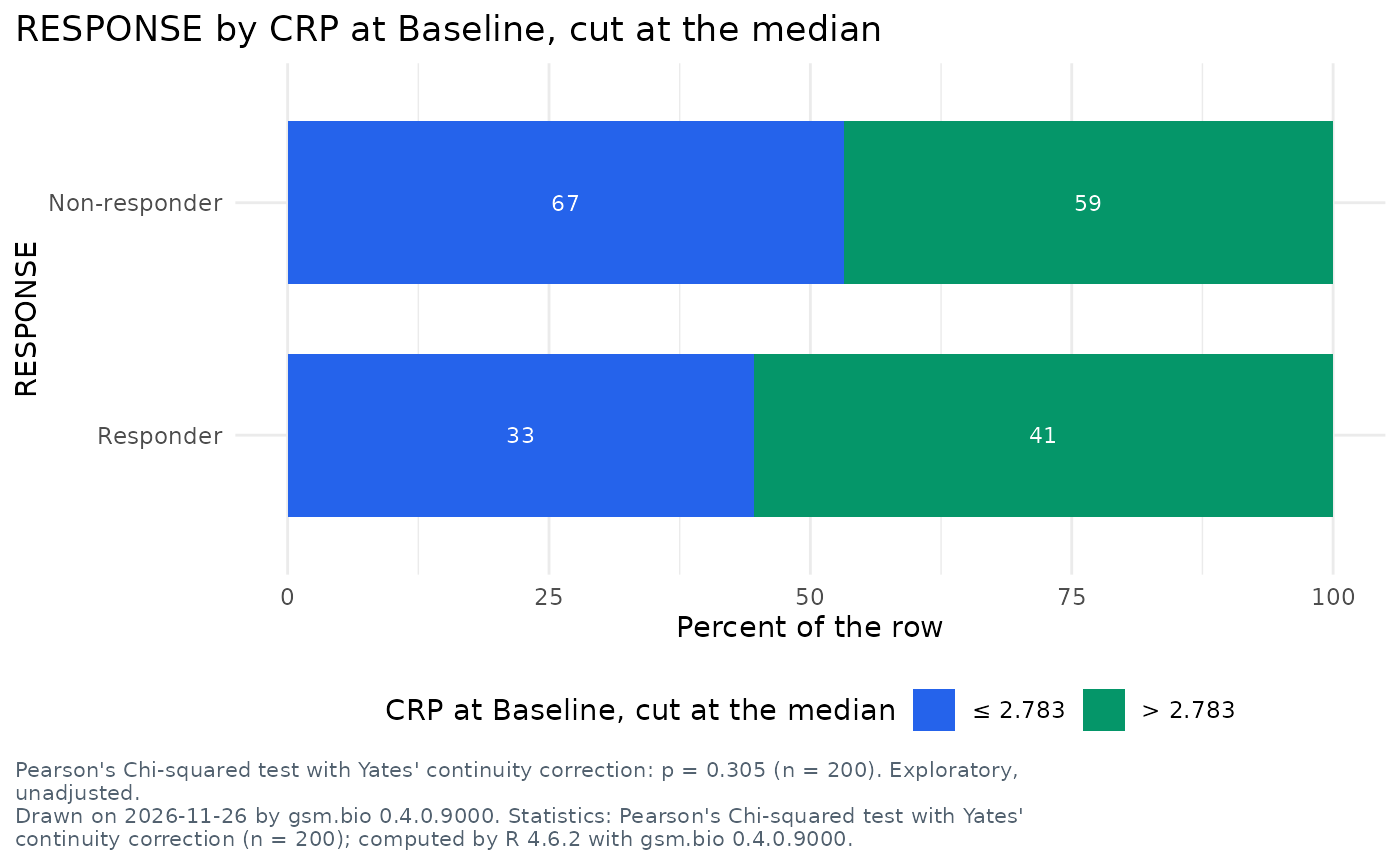 RESPONSE by CRP at Baseline, cut at the median
RESPONSE
Non-responder
67
59
Responder
33
41
0
25
50
75
100
Percent of the row
CRP at Baseline, cut at the median
≤ 2.783
> 2.783
Pearson's Chi-squared test with Yates' continuity correction: p = 0.305 (n = 200). Exploratory,
unadjusted.
Drawn on 2026-11-26 by gsm.bio 0.4.0.9000. Statistics: Pearson's Chi-squared test with Yates'
continuity correction (n = 200); computed by R 4.6.2 with gsm.bio 0.4.0.9000.